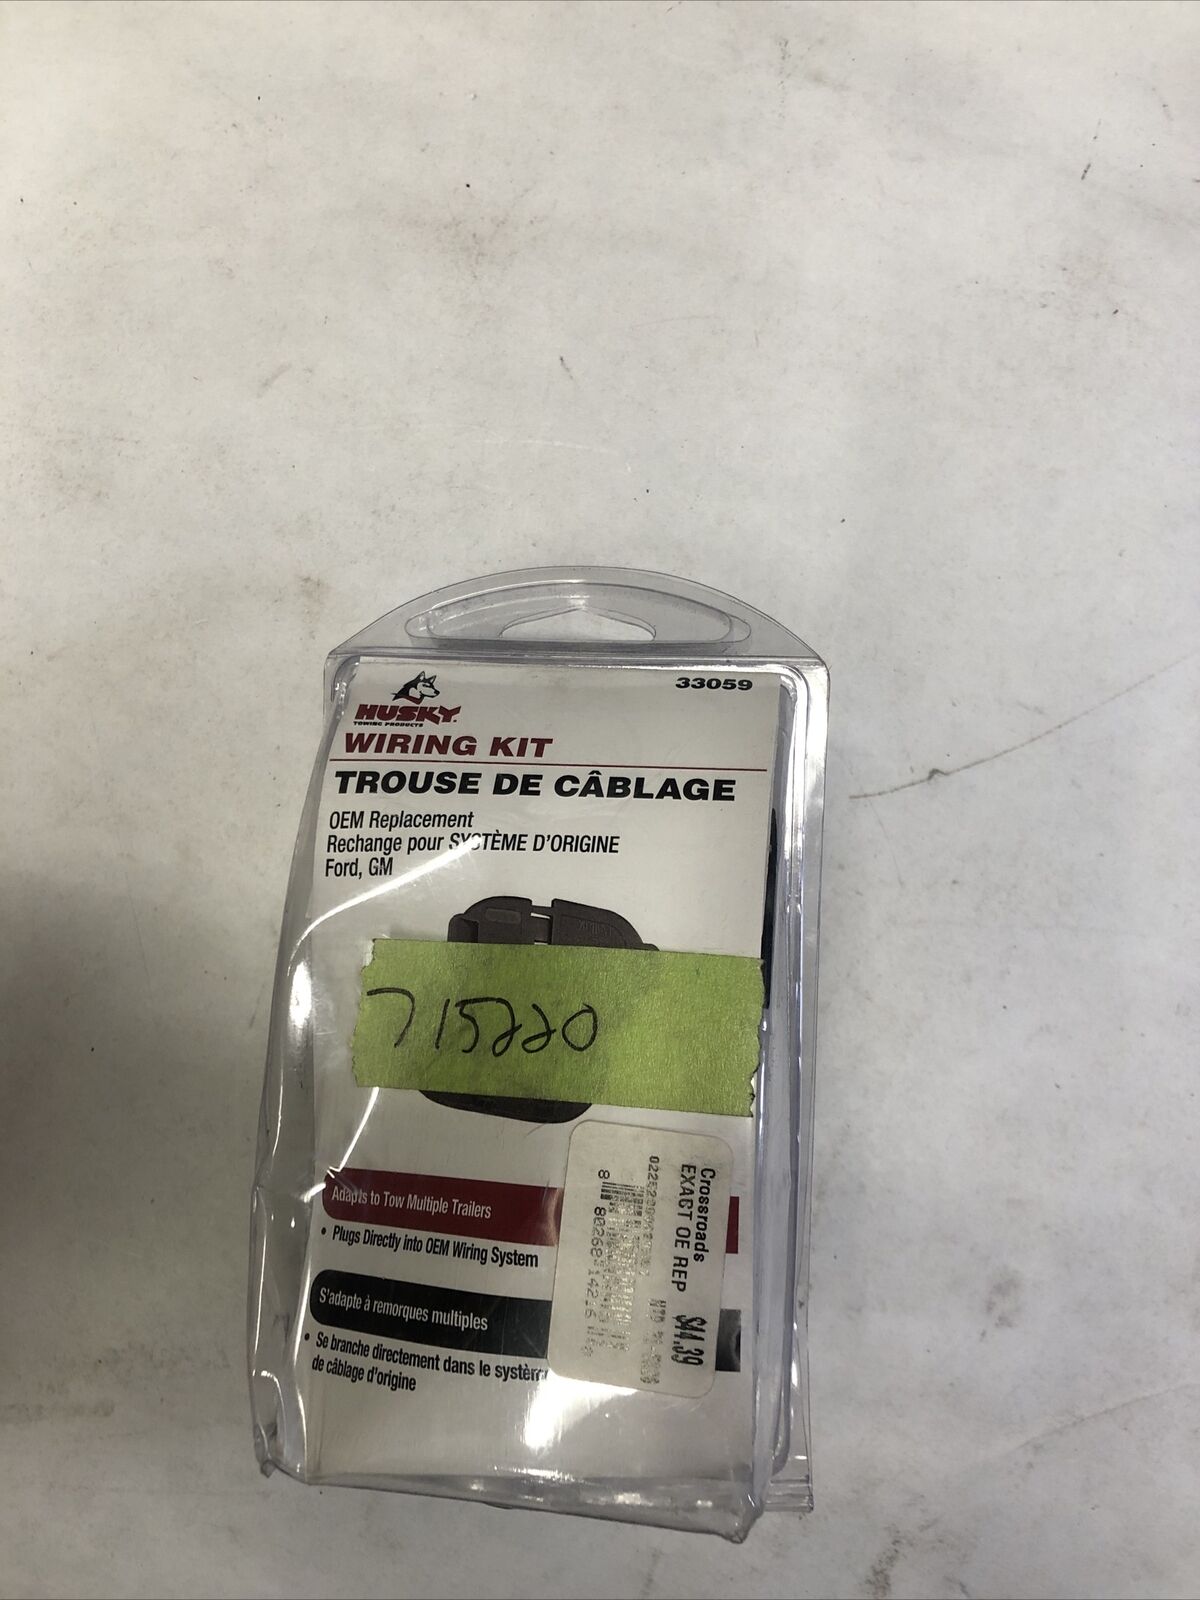 33059
HUSKY
TOWING PRODUCTS
WIRING KIT
TROUSE DE CÂBLAGE
OEM Replacement
Rechange pour SYSTÈME D'ORIGINE
Ford, GM
715220
Adapts to Tow Multiple Trailers
• Plugs Directly into OEM Wiring System
S'adapte à remorques multiples
• Se branche directement dans le système
de câblage d'origine
Crossroads
EXACT OE REP $44.39